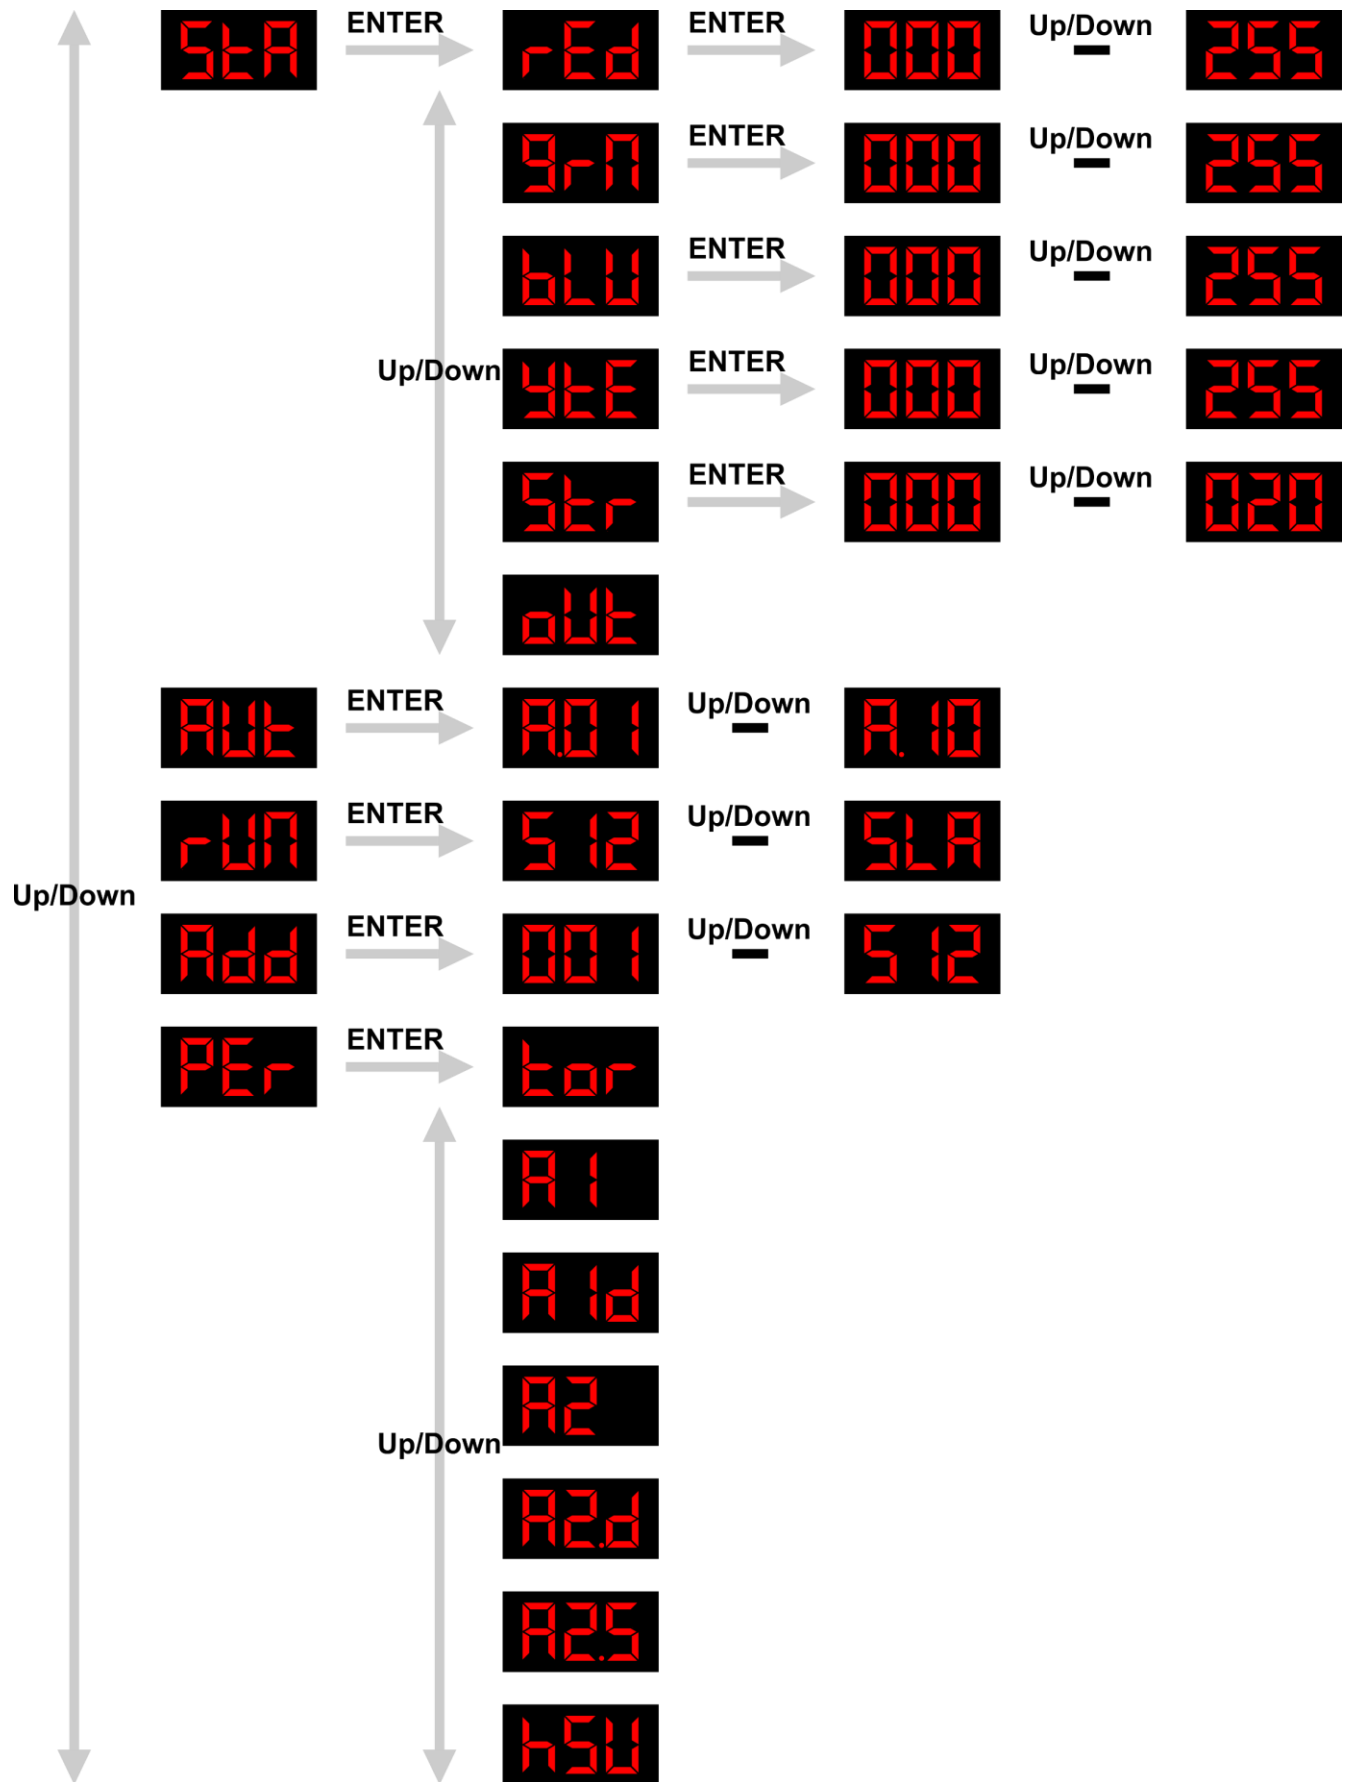 StA ENTER rEd ENTER 000 Up/Down 255
grn ENTER 000 Up/Down 255
bLU ENTER 000 Up/Down 255
Up/Down YtE ENTER 000 Up/Down 255
Str ENTER 000 Up/Down 020
oUt
AUt ENTER A.01 Up/Down A.10
rUn ENTER 512 Up/Down SLA
Up/Down
Add ENTER 001 Up/Down 512
PEr ENTER tor
A1
A1d
A2
Up/Down
A2.d
A2.S
hSU